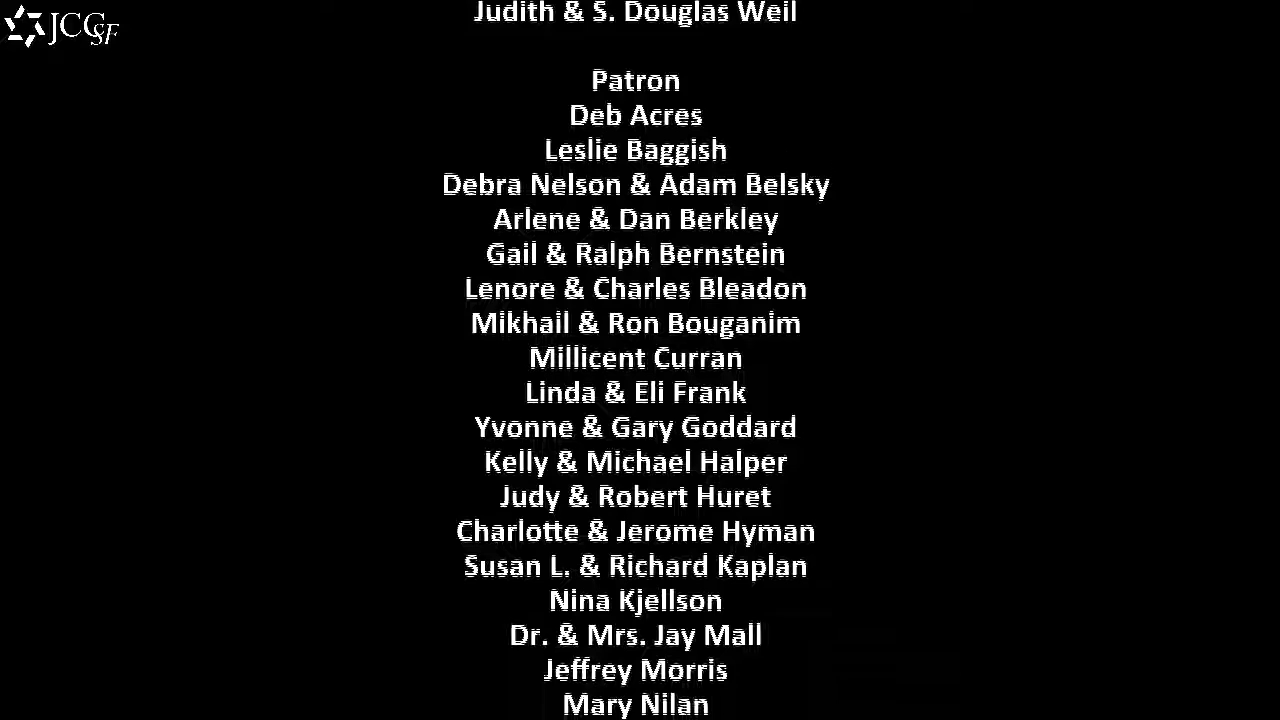 JCCSF
Judith & S. Douglas Weil
Patron
Deb Acres
Leslie Baggish
Debra Nelson & Adam Belsky
Arlene & Dan Berkley
Gail & Ralph Bernstein
Lenore & Charles Bleadon
Mikhail & Ron Bouganim
Millicent Curran
Linda & Eli Frank
Yvonne & Gary Goddard
Kelly & Michael Halper
Judy & Robert Huret
Charlotte & Jerome Hyman
Susan L. & Richard Kaplan
Nina Kjellson
Dr. & Mrs. Jay Mall
Jeffrey Morris
Mary Nilan